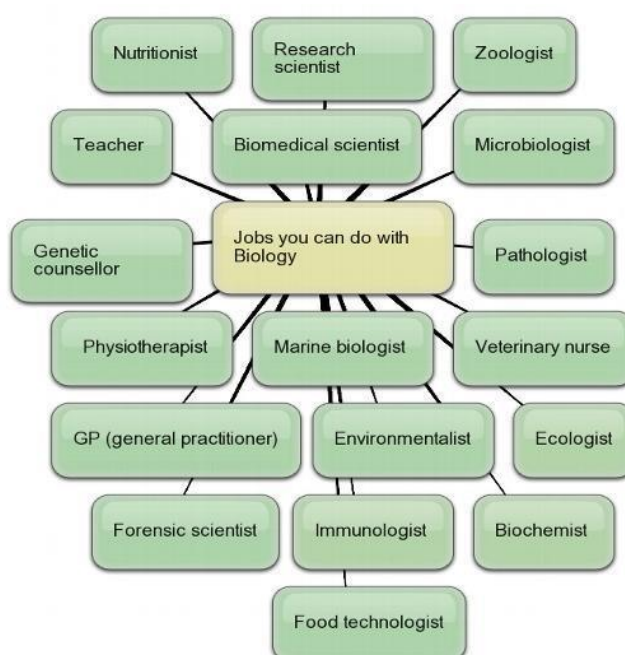 Nutritionist
Research
scientist
Zoologist
Teacher
Biomedical scientist
Microbiologist
Genetic
counsellor
Jobs you can do with
Biology
Pathologist
Physiotherapist
Marine biologist
Veterinary nurse
GP (general practitioner)
Environmentalist
Ecologist
Forensic scientist
Immunologist
Biochemist
Food technologist